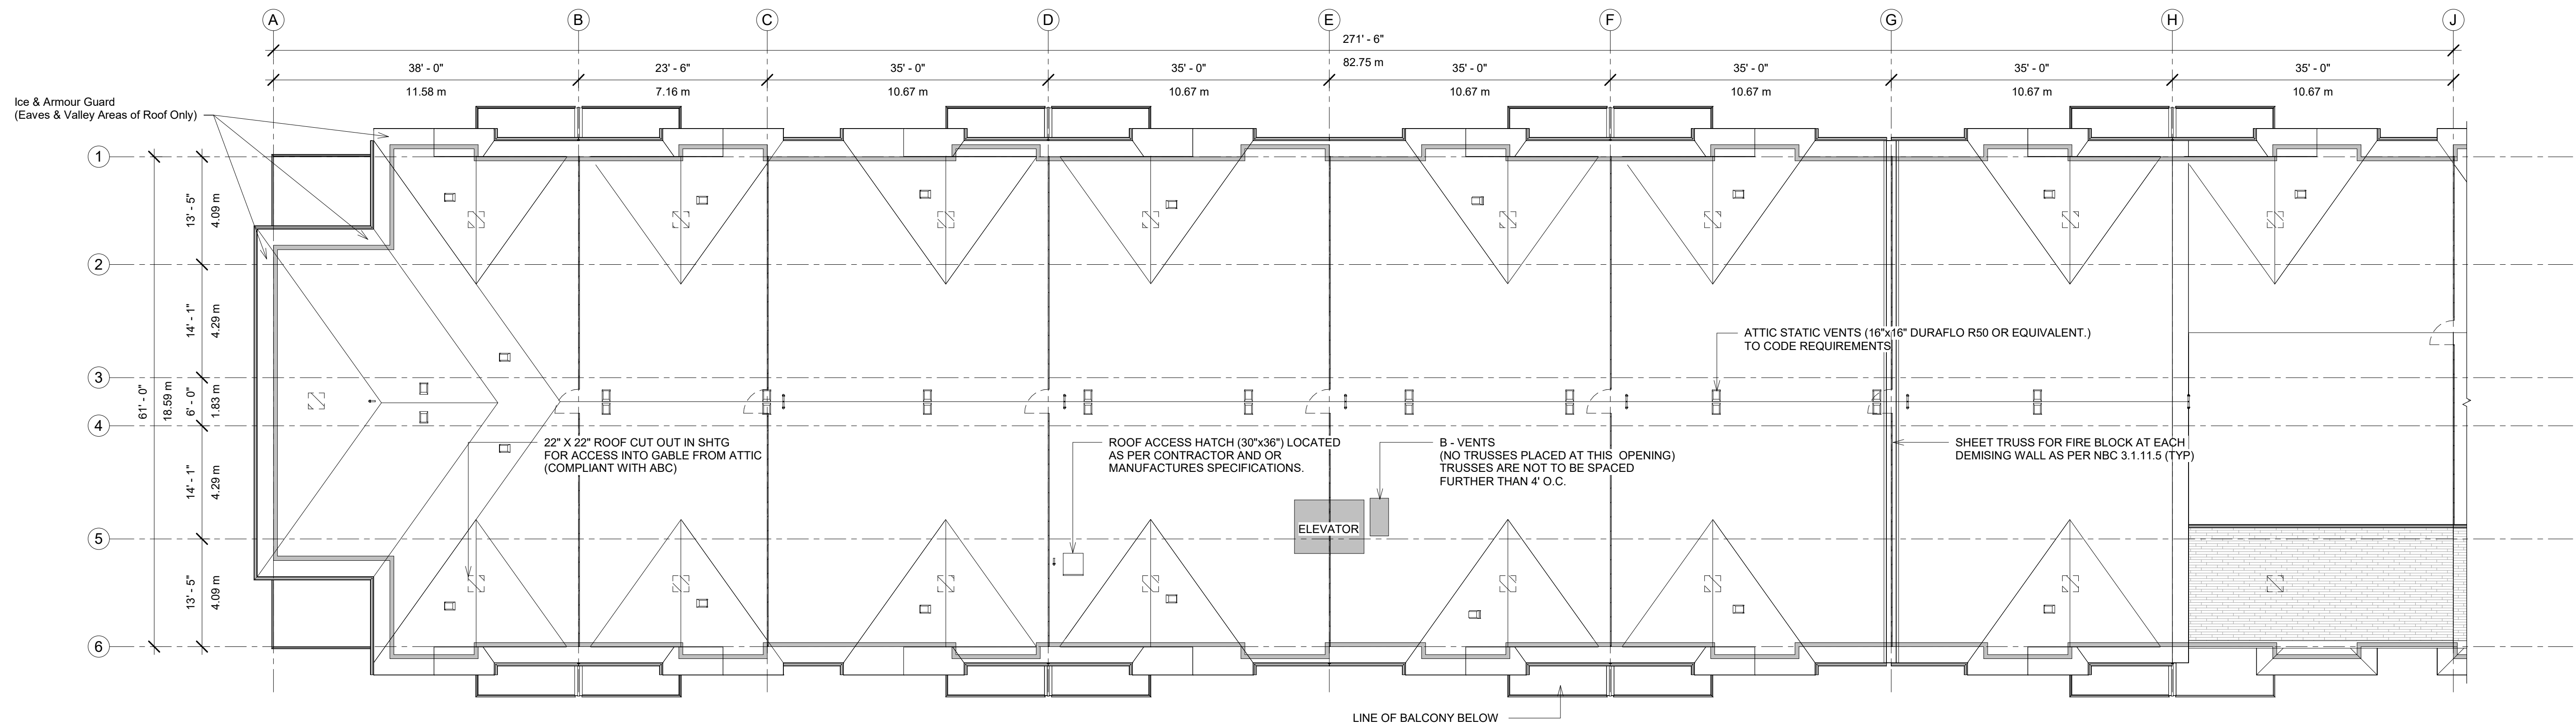 A B C D E F G H J
271' - 6"
82.75 m
38' - 0" 23' - 6" 35' - 0" 35' - 0" 35' - 0" 35' - 0" 35' - 0" 35' - 0"
11.58 m 7.16 m 10.67 m 10.67 m 10.67 m 10.67 m 10.67 m 10.67 m
Ice & Armour Guard
(Eaves & Valley Areas of Roof Only)
1
2
3
4
5
6
61' - 0"
18.59 m
13' - 5"
4.09 m
14' - 1"
4.29 m
6' - 0"
1.83 m
14' - 1"
4.29 m
13' - 5"
4.09 m
ATTIC STATIC VENTS (16"x16" DURAFLO R50 OR EQUIVALENT.)
TO CODE REQUIREMENTS
22" X 22" ROOF CUT OUT IN SHTG
FOR ACCESS INTO GABLE FROM ATTIC
(COMPLIANT WITH ABC)
ROOF ACCESS HATCH (30"x36") LOCATED
AS PER CONTRACTOR AND OR
MANUFACTURES SPECIFICATIONS.
B - VENTS
(NO TRUSSES PLACED AT THIS OPENING)
TRUSSES ARE NOT TO BE SPACED
FURTHER THAN 4' O.C.
SHEET TRUSS FOR FIRE BLOCK AT EACH
DEMISING WALL AS PER NBC 3.1.11.5 (TYP)
ELEVATOR
LINE OF BALCONY BELOW